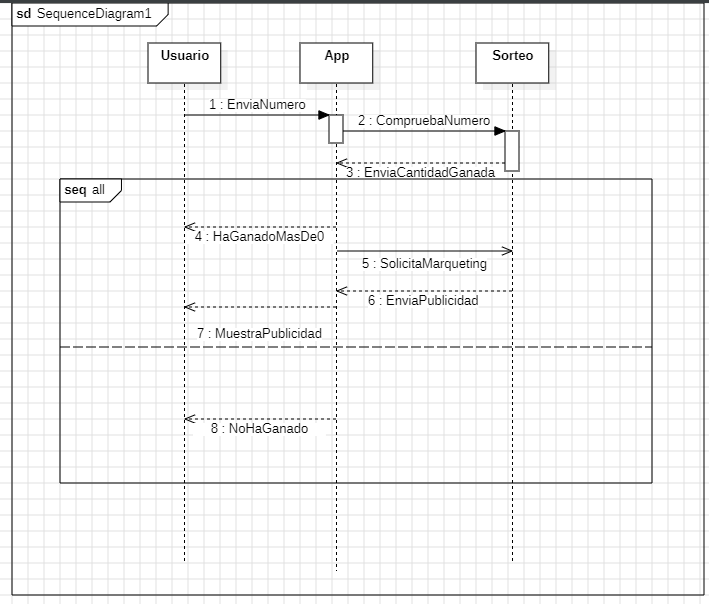 sd SequenceDiagram1
Usuario
App
Sorteo
1 : EnviaNumero
2 : CompruebaNumero
3 : EnviaCantidadGanada
seq all
4 : HaGanadoMasDe0
5 : SolicitaMarqueting
6 : EnviaPublicidad
7 : MuestraPublicidad
8 : NoHaGanado